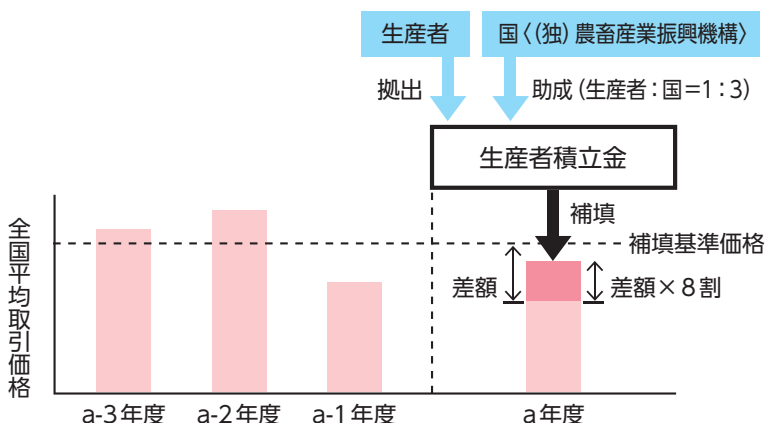 生産者
国〈(独)農畜産業振興機構〉
拠出
助成(生産者:国=1:3)
生産者積立金
補填
補填基準価格
差額
差額×8割
全国平均取引価格
a-3年度
a-2年度
a-1年度
a年度